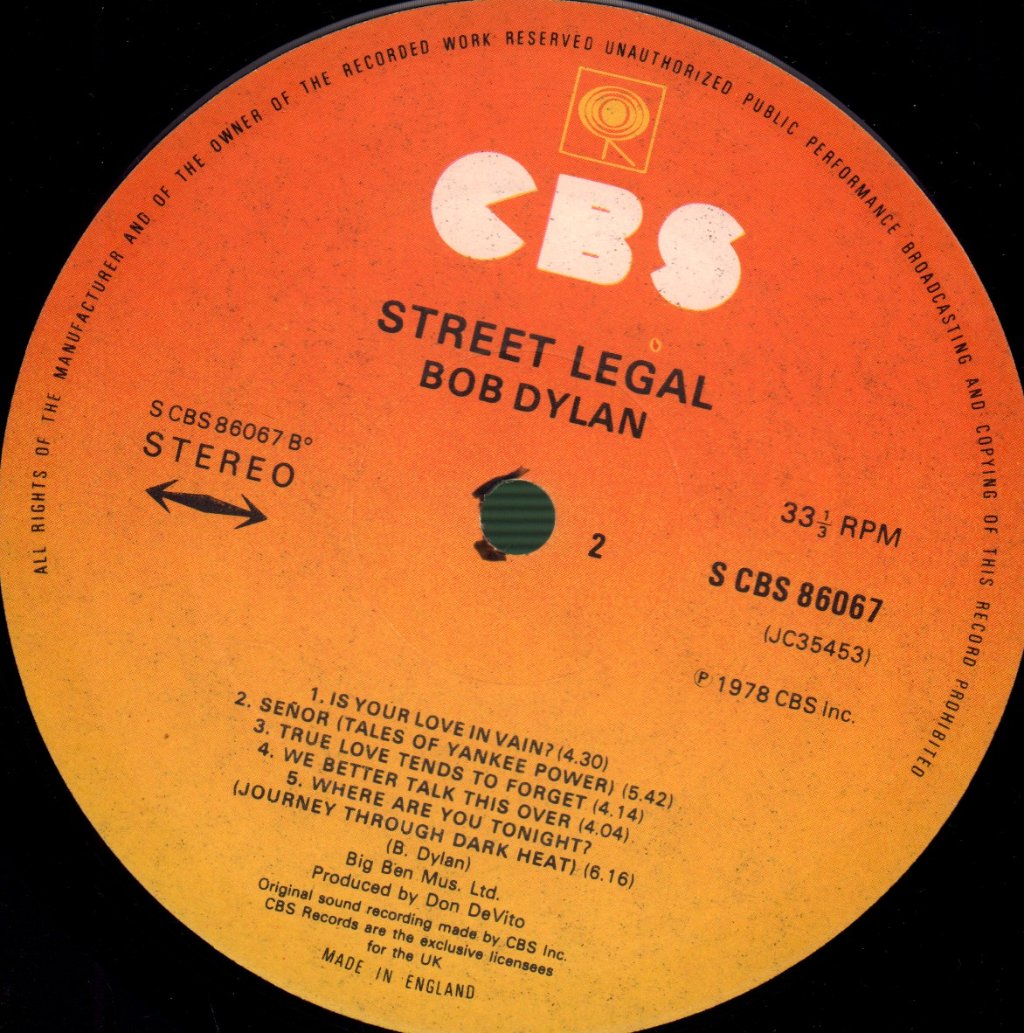 ALL RIGHTS OF THE MANUFACTURER AND OF THE OWNER OF THE RECORDED WORK RESERVED UNAUTHORIZED PUBLIC PERFORMANCE BROADCASTING AND COPYING OF THIS RECORD PROHIBITED
CBS
STREET LEGAL
BOB DYLAN
S CBS 86067 B°
STEREO
2
33⅓ RPM
S CBS 86067
(JC35453)
℗ 1978 CBS Inc.
1. IS YOUR LOVE IN VAIN? (4.30)
2. SEÑOR (TALES OF YANKEE POWER) (5.42)
3. TRUE LOVE TENDS TO FORGET (4.14)
4. WE BETTER TALK THIS OVER (4.04)
5. WHERE ARE YOU TONIGHT?
(JOURNEY THROUGH DARK HEAT) (6.16)
(B. Dylan)
Big Ben Mus. Ltd.
Produced by Don DeVito
Original sound recording made by CBS Inc.
CBS Records are the exclusive licensees
for the UK
MADE IN ENGLAND